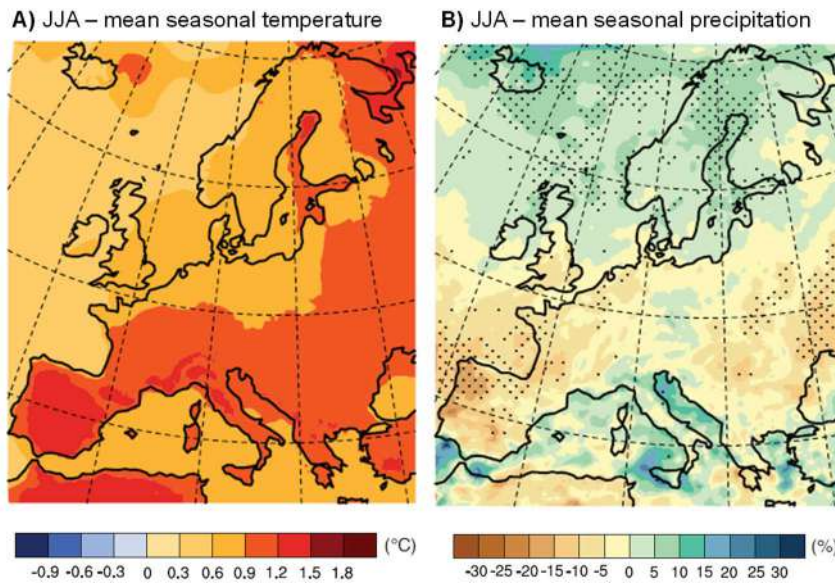 A) JJA – mean seasonal temperature
B) JJA – mean seasonal precipitation
(°C)
-0.9 -0.6 -0.3 0 0.3 0.6 0.9 1.2 1.5 1.8
(%)
-30 -25 -20 -15 -10 -5 0 5 10 15 20 25 30